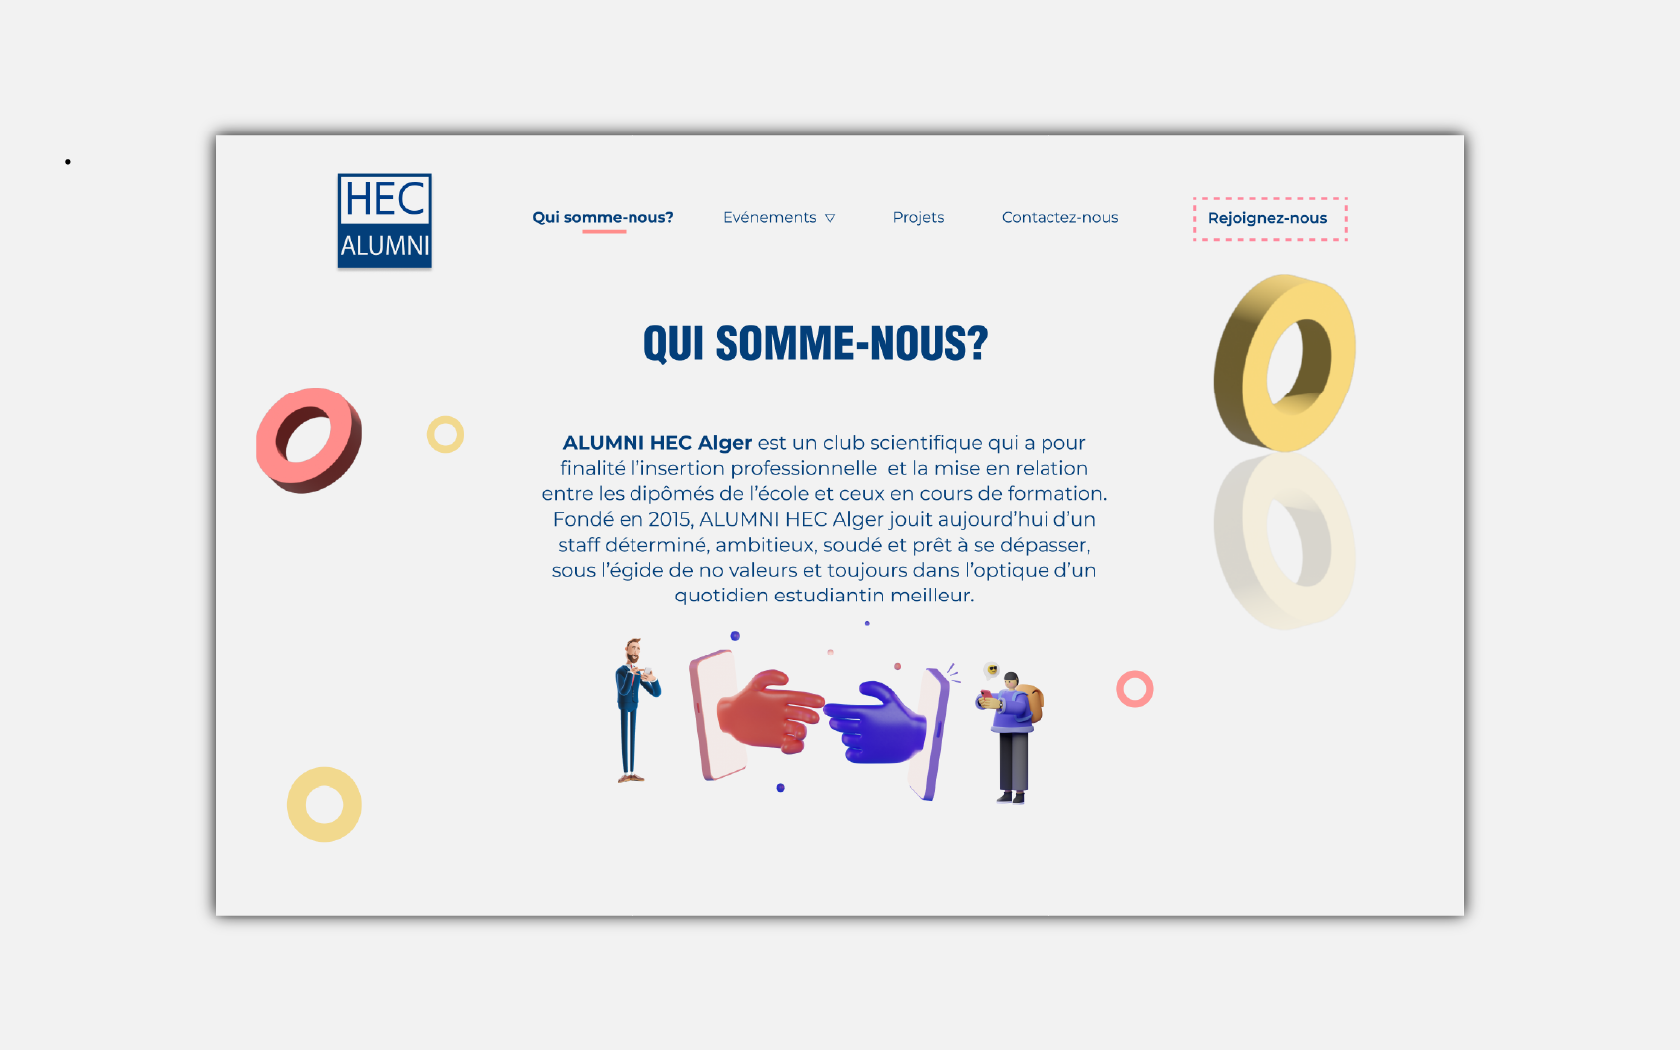 HEC
ALUMNI
Qui somme-nous?
Evénements
Projets
Contactez-nous
Rejoignez-nous
QUI SOMME-NOUS?
ALUMNI HEC Alger est un club scientifique qui a pour
finalité l'insertion professionnelle et la mise en relation
entre les dipômés de l'école et ceux en cours de formation.
Fondé en 2015, ALUMNI HEC Alger jouit aujourd'hui d'un
staff déterminé, ambitieux, soudé et prêt à se dépasser,
sous l'égide de no valeurs et toujours dans l'optique d'un
quotidien estudiantin meilleur.